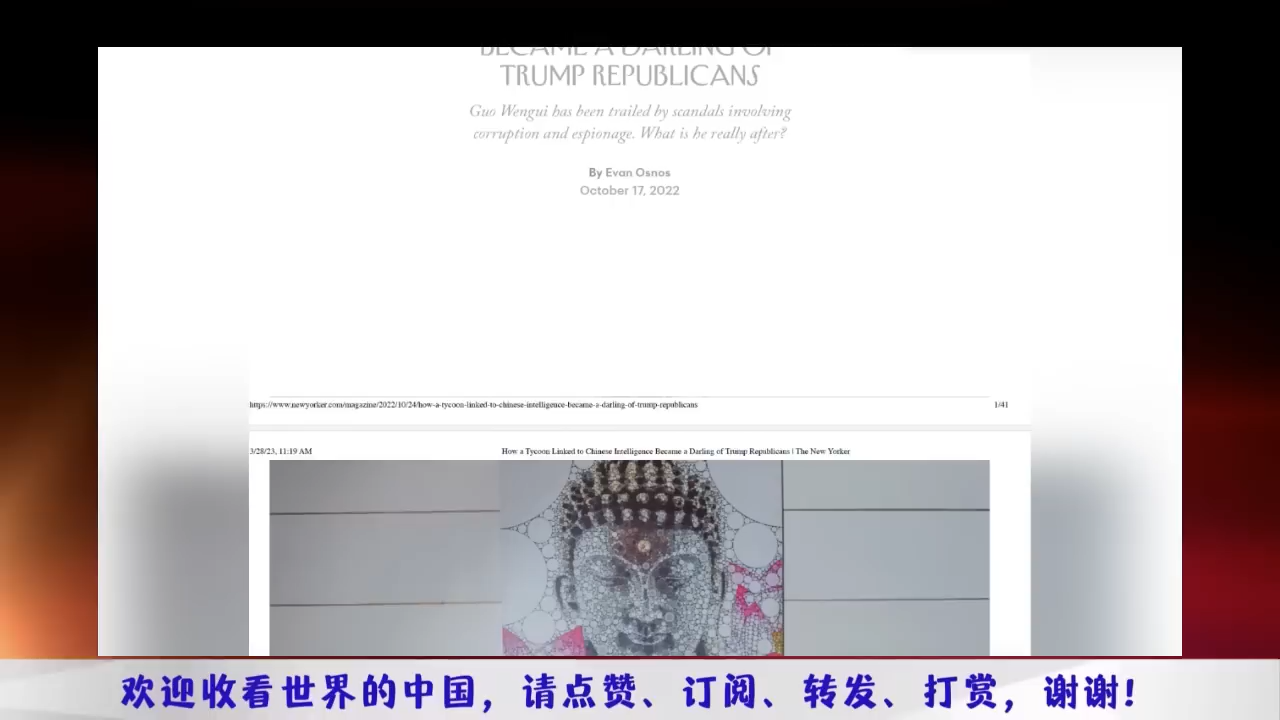 BECAME A DARLING OF
TRUMP REPUBLICANS
Guo Wengui has been trailed by scandals involving
corruption and espionage. What is he really after?
By Evan Osnos
October 17, 2022
https://www.newyorker.com/magazine/2022/10/24/how-a-tycoon-linked-to-chinese-intelligence-became-a-darling-of-trump-republicans 1/41
3/28/23, 11:19 AM How a Tycoon Linked to Chinese Intelligence Became a Darling of Trump Republicans | The New Yorker
欢迎收看世界的中国，请点赞、订阅、转发、打赏，谢谢！